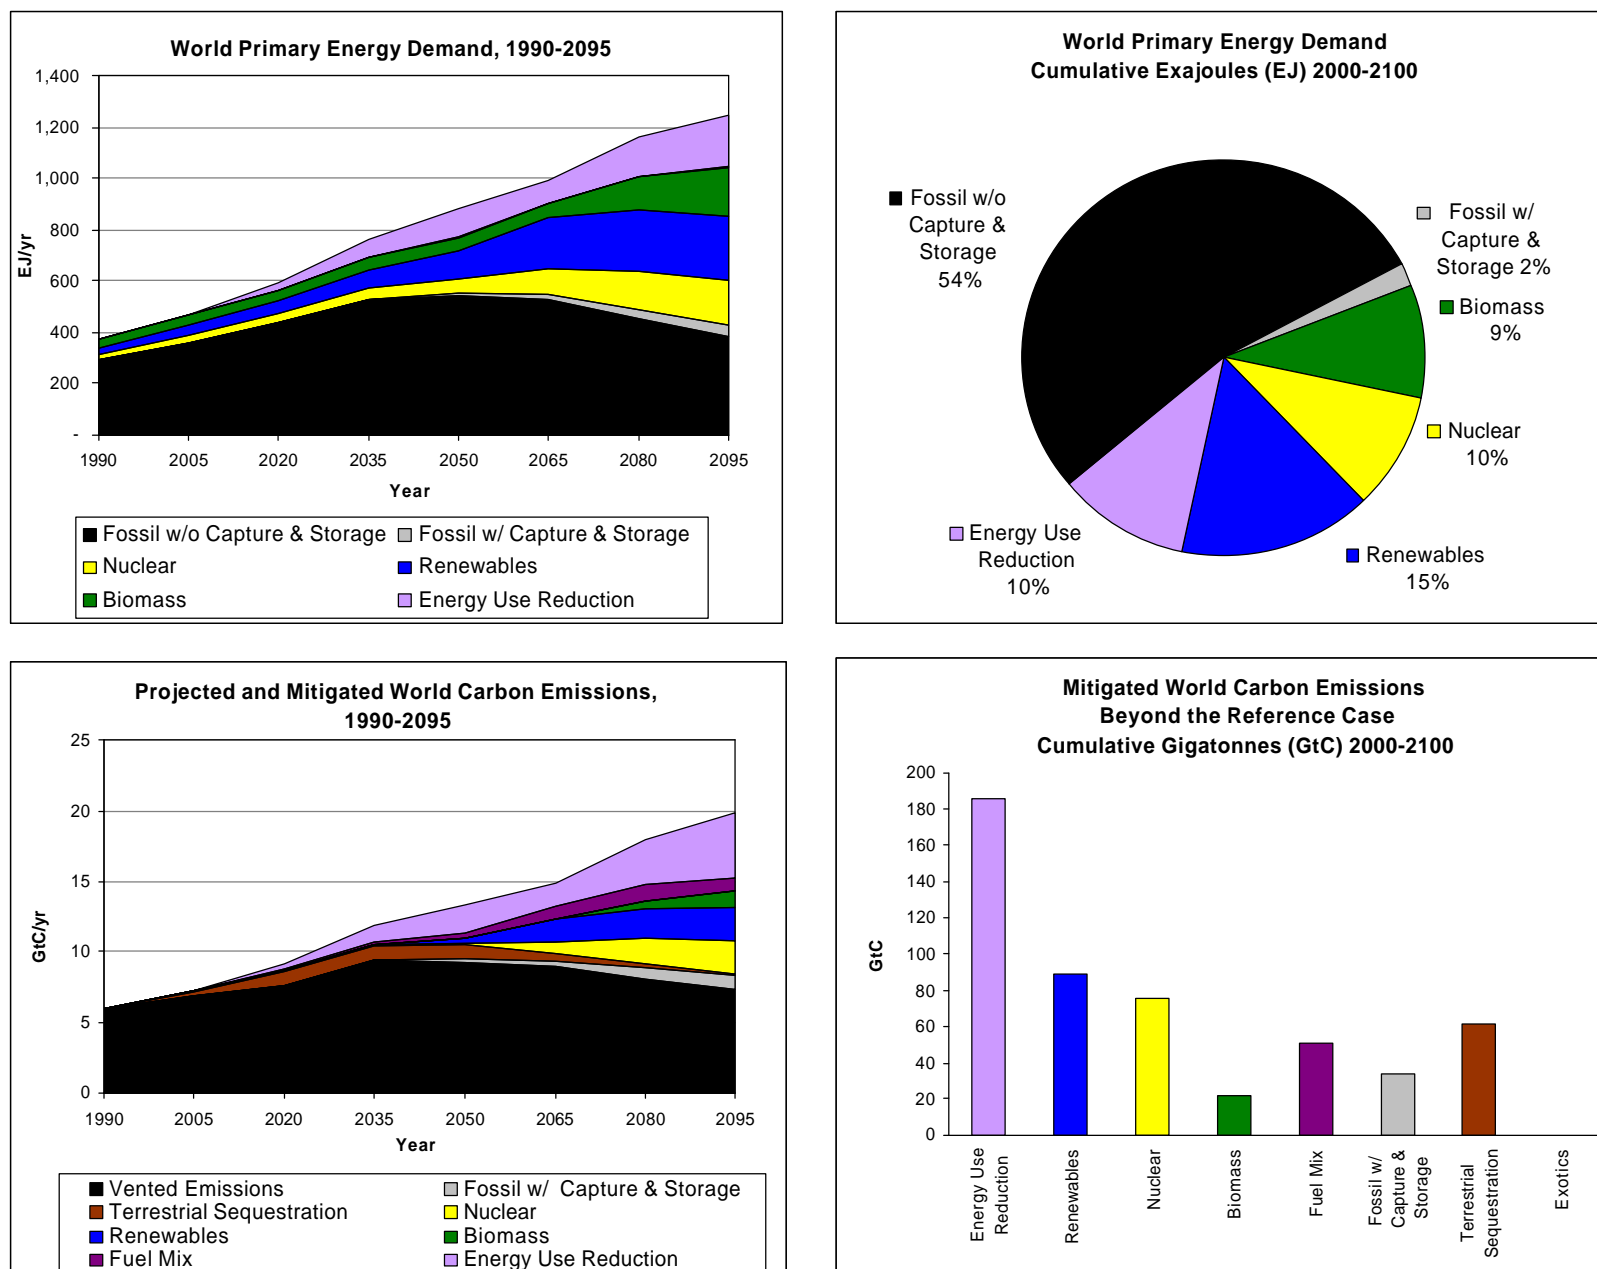 World Primary Energy Demand, 1990-2095
1,400
1,200
1,000
800
600
400
200
-
EJ/yr
1990 2005 2020 2035 2050 2065 2080 2095
Year
Fossil w/o Capture & Storage Fossil w/ Capture & Storage
Nuclear Renewables
Biomass Energy Use Reduction
World Primary Energy Demand
Cumulative Exajoules (EJ) 2000-2100
Fossil w/o
Capture &
Storage
54%
Fossil w/
Capture &
Storage 2%
Biomass
9%
Nuclear
10%
Renewables
15%
Energy Use
Reduction
10%
Projected and Mitigated World Carbon Emissions,
1990-2095
25
20
15
10
5
0
GtC/yr
1990 2005 2020 2035 2050 2065 2080 2095
Year
Vented Emissions Fossil w/ Capture & Storage
Terrestrial Sequestration Nuclear
Renewables Biomass
Fuel Mix Energy Use Reduction
Mitigated World Carbon Emissions
Beyond the Reference Case
Cumulative Gigatonnes (GtC) 2000-2100
200
180
160
140
120
100
80
60
40
20
0
GtC
Energy Use
Reduction
Renewables
Nuclear
Biomass
Fuel Mix
Fossil w/
Capture &
Storage
Terrestrial
Sequestration
Exotics